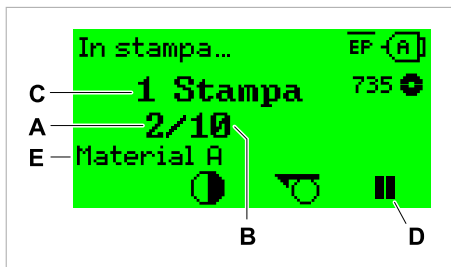 In stampa...
EP A
C 1 Stampa 735
A 2/10
E Material A
B
D